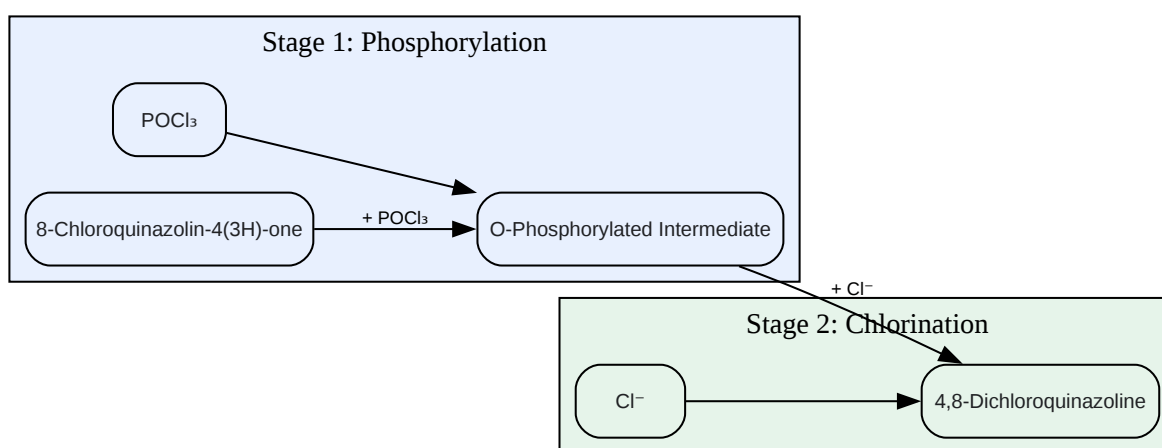 Stage 1: Phosphorylation
POCl₃
8-Chloroquinazolin-4(3H)-one
+ POCl₃
O-Phosphorylated Intermediate
+ Cl⁻
Stage 2: Chlorination
Cl⁻
4,8-Dichloroquinazoline